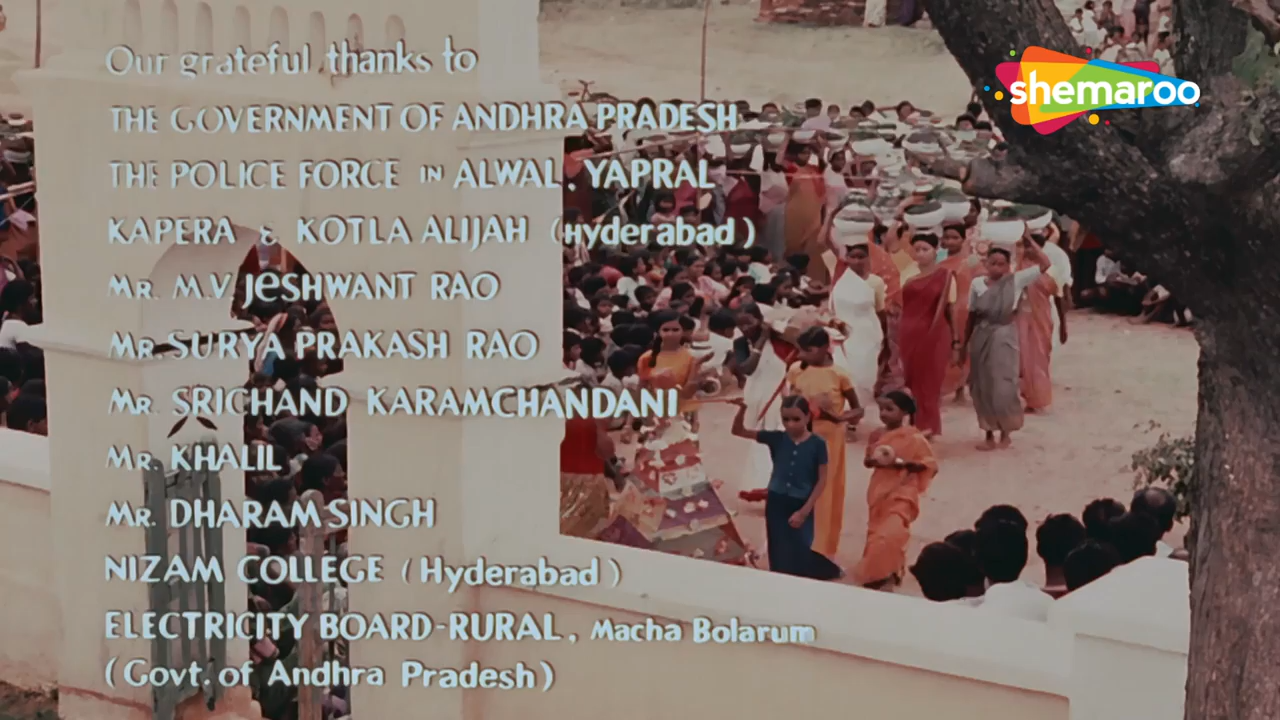 Our grateful thanks to
shemaroo
THE GOVERNMENT OF ANDHRA PRADESH
THE POLICE FORCE IN ALWAL, YAPRAL
KAPERA & KOTLA ALIJAH (Hyderabad)
MR. M.V JESHWANT RAO
MR. SURYA PRAKASH RAO
MR. SRICHAND KARAMCHANDANI
MR. KHALIL
MR. DHARAM SINGH
NIZAM COLLEGE (Hyderabad)
ELECTRICITY BOARD-RURAL, Macha Bolarum
(Govt. of Andhra Pradesh)